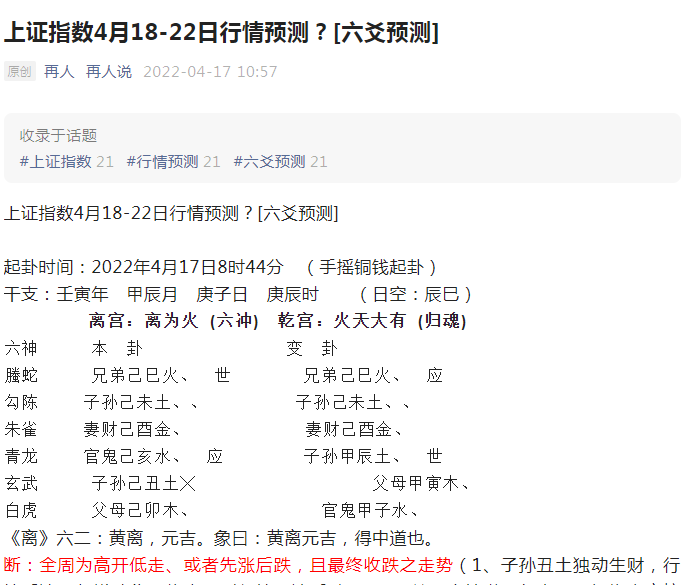 上证指数4月18-22日行情预测？[六爻预测]
原创 再人 再人说 2022-04-17 10:57
收录于话题
#上证指数 21 #行情预测 21 #六爻预测 21
上证指数4月18-22日行情预测？[六爻预测]
起卦时间：2022年4月17日8时44分 （手摇铜钱起卦）
干支：壬寅年 甲辰月 庚子日 庚辰时 （日空：辰巳）
离宫：离为火（六冲) 乾宫：火天大有（归魂)
六神 本 卦 变 卦
螣蛇 兄弟己巳火、 世 兄弟己巳火、 应
勾陈 子孙己未土、、 子孙己未土、、
朱雀 妻财己酉金、 妻财己酉金、
青龙 官鬼己亥水、 应 子孙甲辰土、 世
玄武 子孙己丑土╳ 父母甲寅木、
白虎 父母己卯木、 官鬼甲子水、
《离》六二：黄离，元吉。象曰：黄离元吉，得中道也。
断：全周为高开低走、或者先涨后跌，且最终收跌之走势（1、子孙丑土独动生财，行